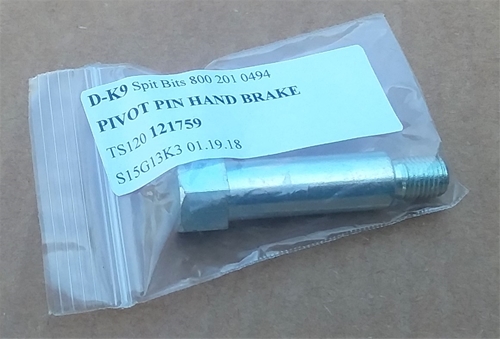 D-K9 Spit Bits 800 201 0494
PIVOT PIN HAND BRAKE
TS120 121759
S15G13K3 01.19.18